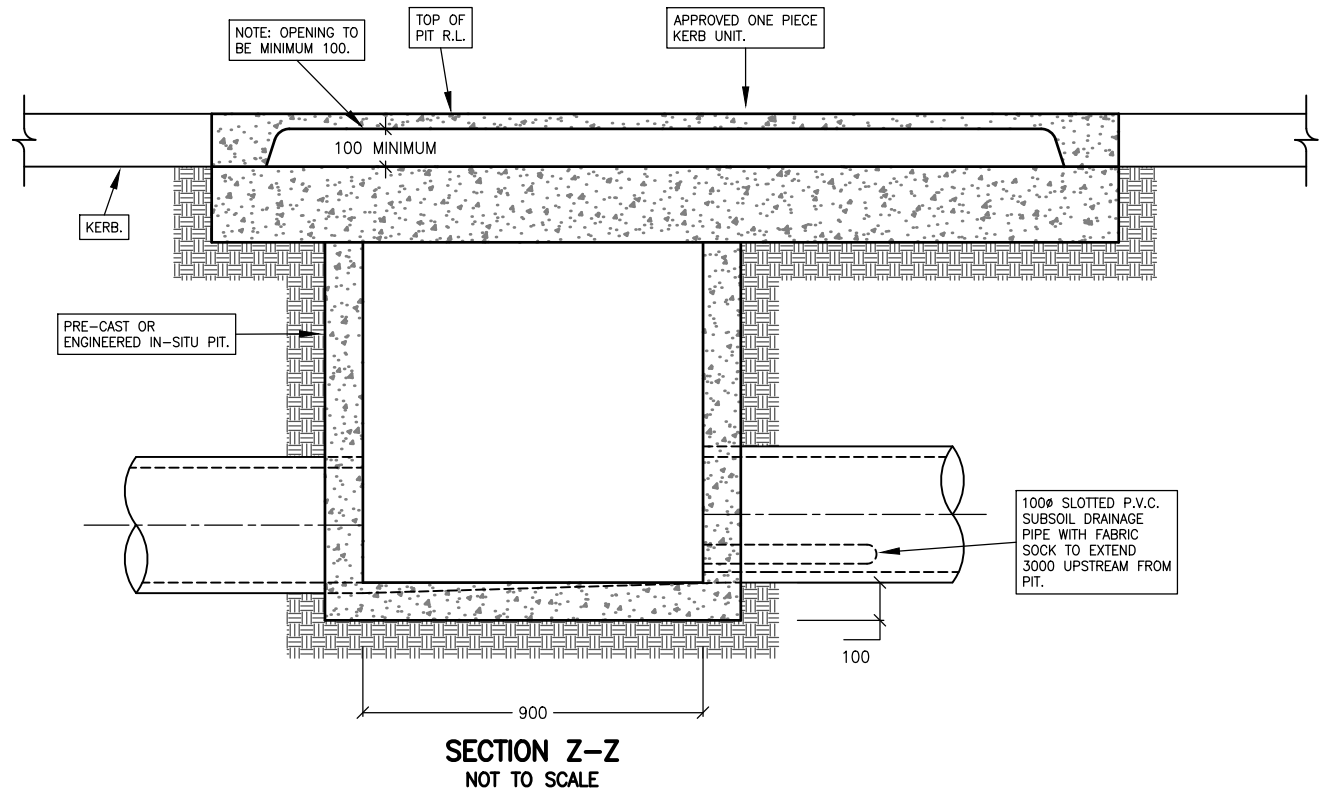 NOTE: OPENING TO
BE MINIMUM 100.
TOP OF
PIT R.L.
APPROVED ONE PIECE
KERB UNIT.
100 MINIMUM
KERB.
PRE-CAST OR
ENGINEERED IN-SITU PIT.
100ø SLOTTED P.V.C.
SUBSOIL DRAINAGE
PIPE WITH FABRIC
SOCK TO EXTEND
3000 UPSTREAM FROM
PIT.
100
900
SECTION Z-Z
NOT TO SCALE